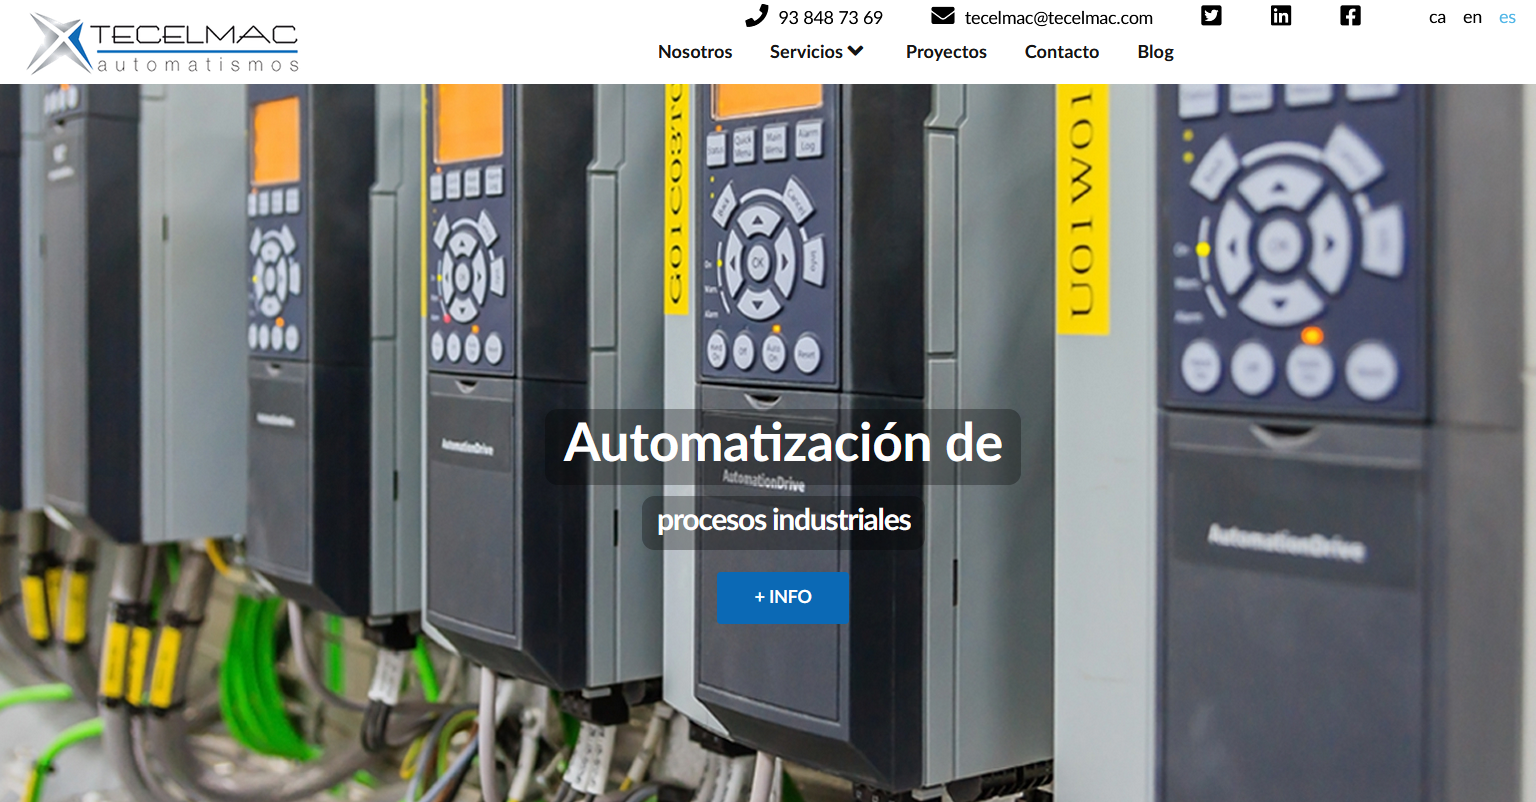 TECELMAC
automatismos
93 848 73 69
tecelmac@tecelmac.com
ca en es
Nosotros Servicios Proyectos Contacto Blog
G01C03T
U01W01
Status Quick Menu Main Menu Alarm Log
Back Cancel
OK Info
On
Warn.
Alarm
Hand On Off Auto On Reset
AutomationDrive
AutomationDrive
AutomationDrive
AutomationDrive
Automatización de
procesos industriales
+ INFO